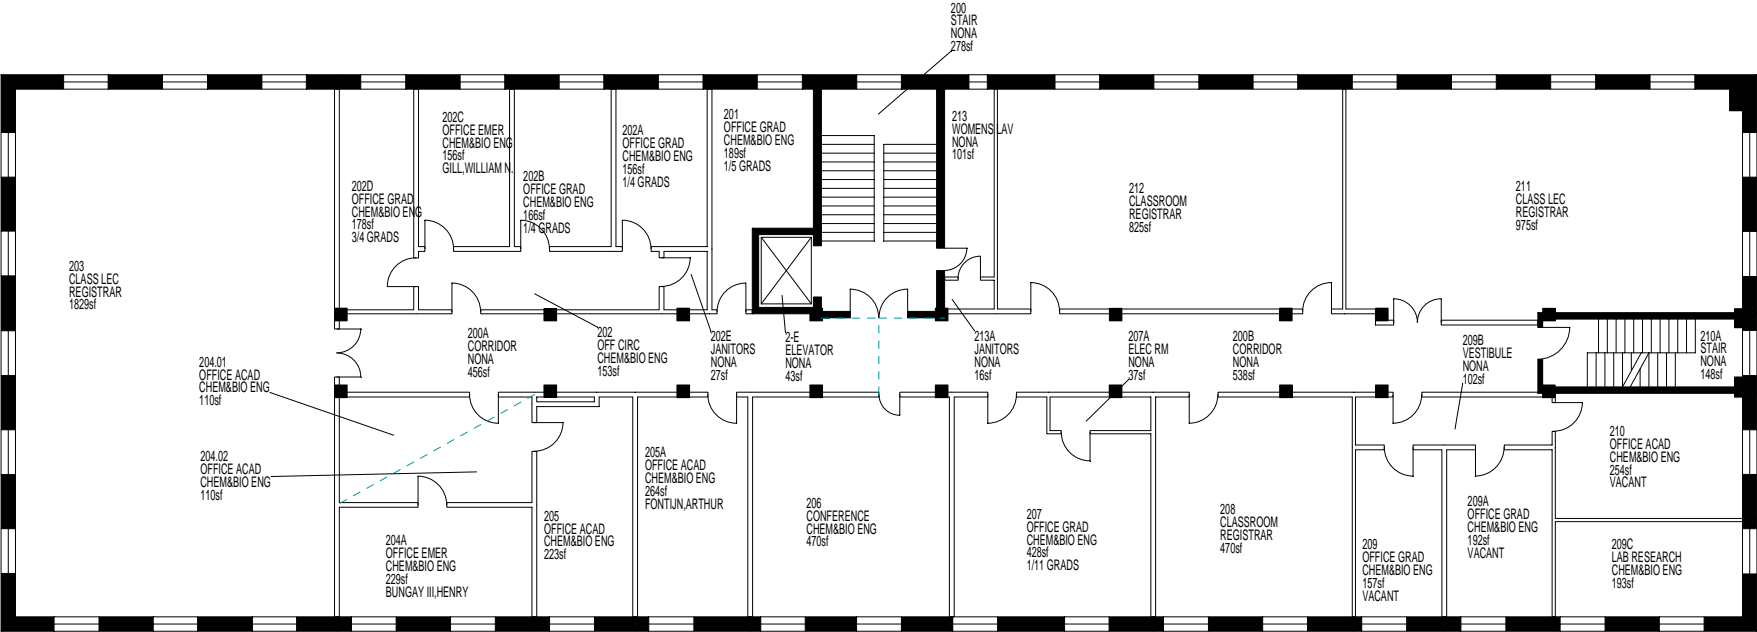 200
STAIR
NONA
278sf
202C
OFFICE EMER
CHEM&BIO ENG
156sf
GILL,WILLIAM N.
202D
OFFICE GRAD
CHEM&BIO ENG
178sf
3/4 GRADS
202B
OFFICE GRAD
CHEM&BIO ENG
166sf
1/4 GRADS
202A
OFFICE GRAD
CHEM&BIO ENG
156sf
1/4 GRADS
201
OFFICE GRAD
CHEM&BIO ENG
189sf
1/5 GRADS
213
WOMENS LAV
NONA
101sf
212
CLASSROOM
REGISTRAR
825sf
211
CLASS LEC
REGISTRAR
975sf
203
CLASS LEC
REGISTRAR
1829sf
200A
CORRIDOR
NONA
456sf
202
OFF CIRC
CHEM&BIO ENG
153sf
202E
JANITORS
NONA
27sf
2-E
ELEVATOR
NONA
43sf
213A
JANITORS
NONA
16sf
207A
ELEC RM
NONA
37sf
200B
CORRIDOR
NONA
538sf
209B
VESTIBULE
NONA
102sf
210A
STAIR
NONA
148sf
204.01
OFFICE ACAD
CHEM&BIO ENG
110sf
204.02
OFFICE ACAD
CHEM&BIO ENG
110sf
204A
OFFICE EMER
CHEM&BIO ENG
229sf
BUNGAY III,HENRY
205
OFFICE ACAD
CHEM&BIO ENG
223sf
205A
OFFICE ACAD
CHEM&BIO ENG
264sf
FONTIJN,ARTHUR
206
CONFERENCE
CHEM&BIO ENG
470sf
207
OFFICE GRAD
CHEM&BIO ENG
428sf
1/11 GRADS
208
CLASSROOM
REGISTRAR
470sf
209
OFFICE GRAD
CHEM&BIO ENG
157sf
VACANT
209A
OFFICE GRAD
CHEM&BIO ENG
192sf
VACANT
210
OFFICE ACAD
CHEM&BIO ENG
254sf
VACANT
209C
LAB RESEARCH
CHEM&BIO ENG
193sf